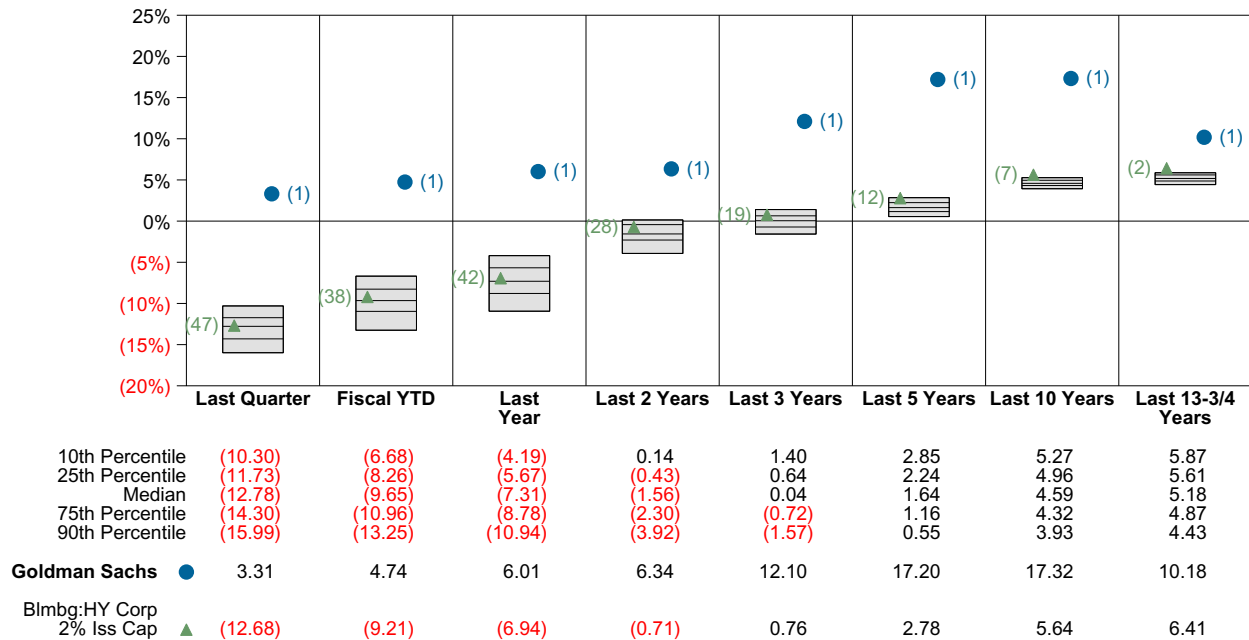 25%
20%
15%
10%
5%
0%
(5%)
(10%)
(15%)
(20%)
(1) (1) (1) (1) (1) (1) (1) (1)
(47) (38) (42) (28) (19) (12) (7) (2)
Last Quarter Fiscal YTD Last Year Last 2 Years Last 3 Years Last 5 Years Last 10 Years Last 13-3/4 Years
10th Percentile (10.30) (6.68) (4.19) 0.14 1.40 2.85 5.27 5.87
25th Percentile (11.73) (8.26) (5.67) (0.43) 0.64 2.24 4.96 5.61
Median (12.78) (9.65) (7.31) (1.56) 0.04 1.64 4.59 5.18
75th Percentile (14.30) (10.96) (8.78) (2.30) (0.72) 1.16 4.32 4.87
90th Percentile (15.99) (13.25) (10.94) (3.92) (1.57) 0.55 3.93 4.43
Goldman Sachs 3.31 4.74 6.01 6.34 12.10 17.20 17.32 10.18
Blmbg:HY Corp
2% Iss Cap (12.68) (9.21) (6.94) (0.71) 0.76 2.78 5.64 6.41